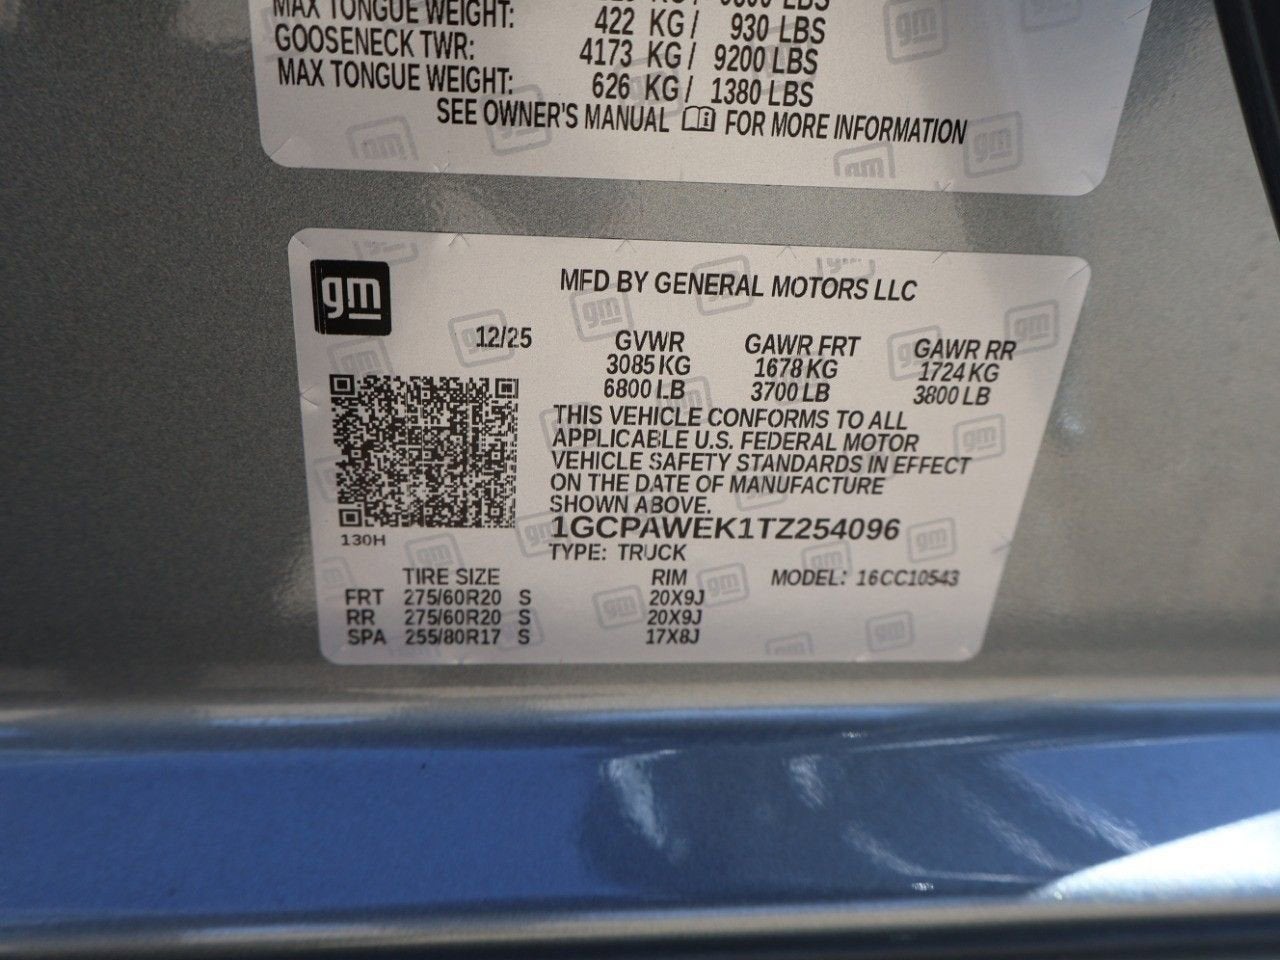 MAX TONGUE WEIGHT: 422 KG/ 930 LBS
GOOSENECK TWR: 4173 KG/ 9200 LBS
MAX TONGUE WEIGHT: 626 KG/ 1380 LBS
SEE OWNER'S MANUAL FOR MORE INFORMATION
gm
MFD BY GENERAL MOTORS LLC
12/25 GVWR GAWR FRT GAWR RR
3085 KG 1678 KG 1724 KG
6800 LB 3700 LB 3800 LB
THIS VEHICLE CONFORMS TO ALL
APPLICABLE U.S. FEDERAL MOTOR
VEHICLE SAFETY STANDARDS IN EFFECT
ON THE DATE OF MANUFACTURE
SHOWN ABOVE.
1GCPAWEK1TZ254096
130H
TYPE: TRUCK
TIRE SIZE RIM MODEL: 16CC10543
FRT 275/60R20 S 20X9J
RR 275/60R20 S 20X9J
SPA 255/80R17 S 17X8J